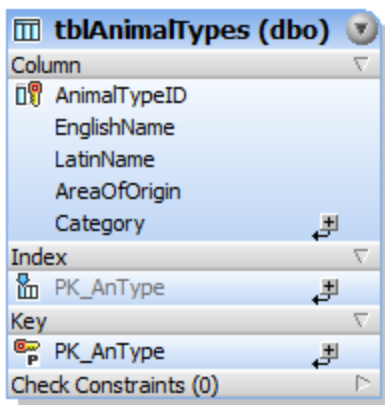 tblAnimalTypes (dbo)
Column
AnimalTypeID
EnglishName
LatinName
AreaOfOrigin
Category
Index
PK_AnType
Key
PK_AnType
Check Constraints (0)